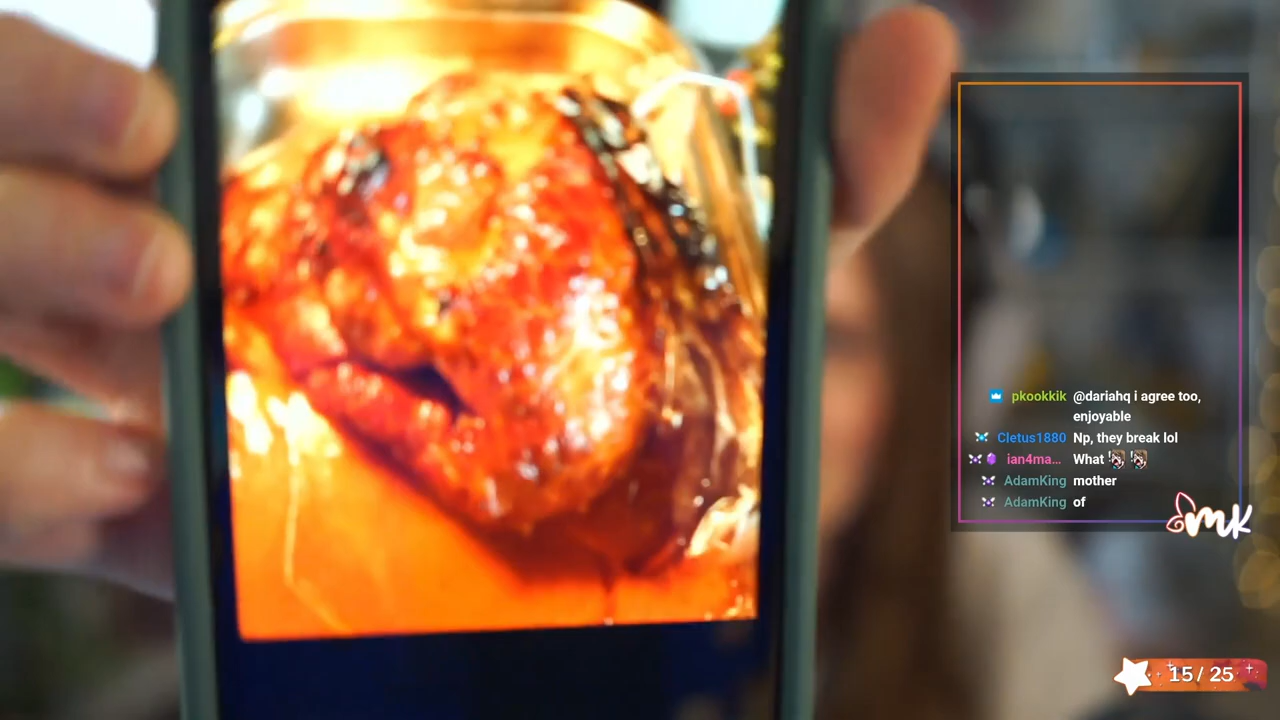 pkookkik @dariahq i agree too,
enjoyable
Cletus1880 Np, they break lol
ian4ma... What
AdamKing mother
AdamKing of
mk
15 / 25